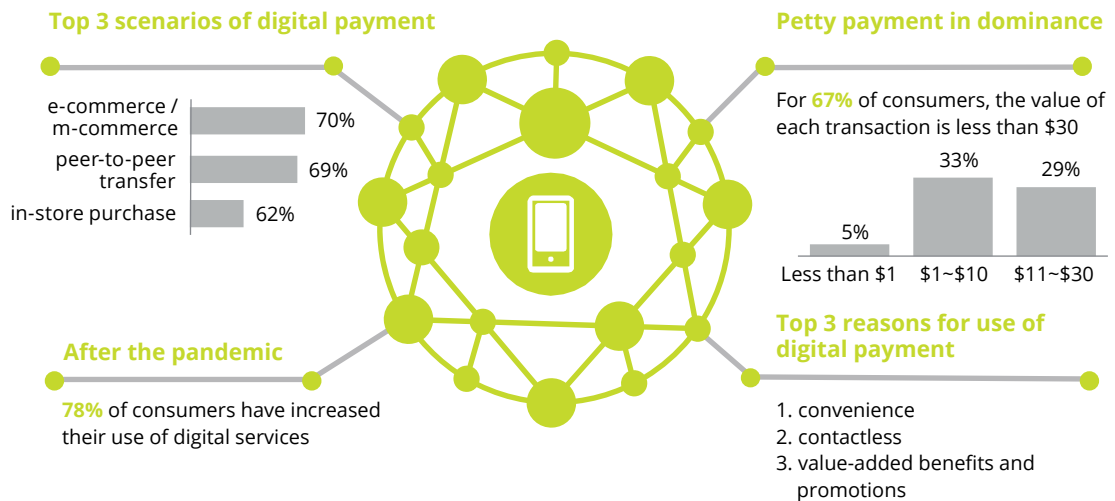 Top 3 scenarios of digital payment
e-commerce /
m-commerce
70%
peer-to-peer
transfer
69%
in-store purchase
62%
Petty payment in dominance
For 67% of consumers, the value of
each transaction is less than $30
5%
33%
29%
Less than $1
$1~$10
$11~$30
After the pandemic
78% of consumers have increased
their use of digital services
Top 3 reasons for use of
digital payment
1. convenience
2. contactless
3. value-added benefits and
promotions